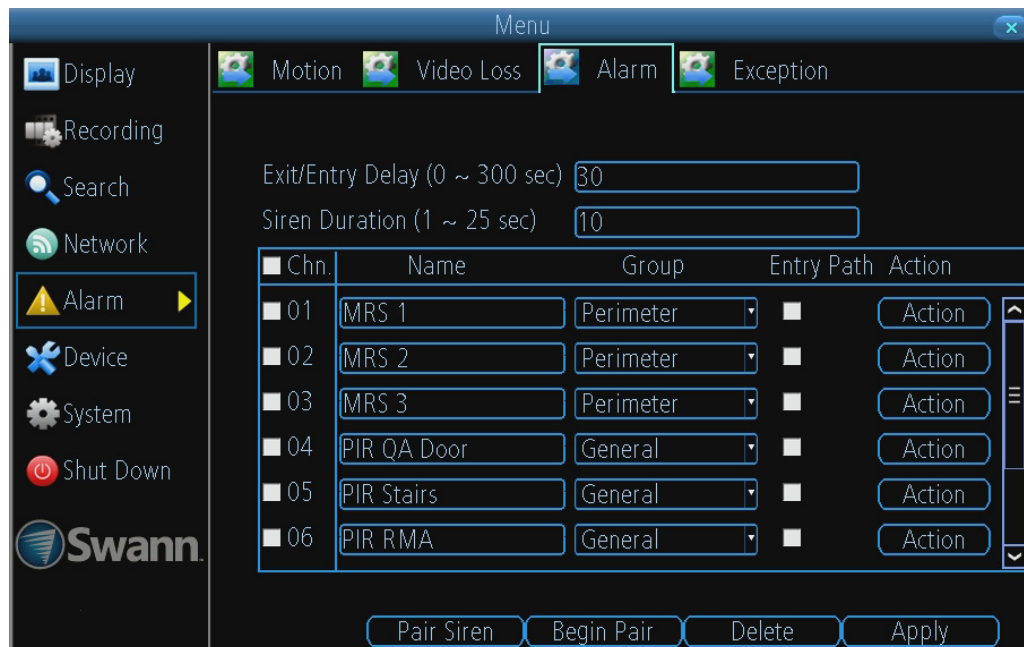 Menu
Display
Recording
Search
Network
Alarm
Device
System
Shut Down
Swann
Motion Video Loss Alarm Exception
Exit/Entry Delay (0 ~ 300 sec) 30
Siren Duration (1 ~ 25 sec) 10
Chn. Name Group Entry Path Action
01 MRS 1 Perimeter Action
02 MRS 2 Perimeter Action
03 MRS 3 Perimeter Action
04 PIR QA Door General Action
05 PIR Stairs General Action
06 PIR RMA General Action
Pair Siren Begin Pair Delete Apply